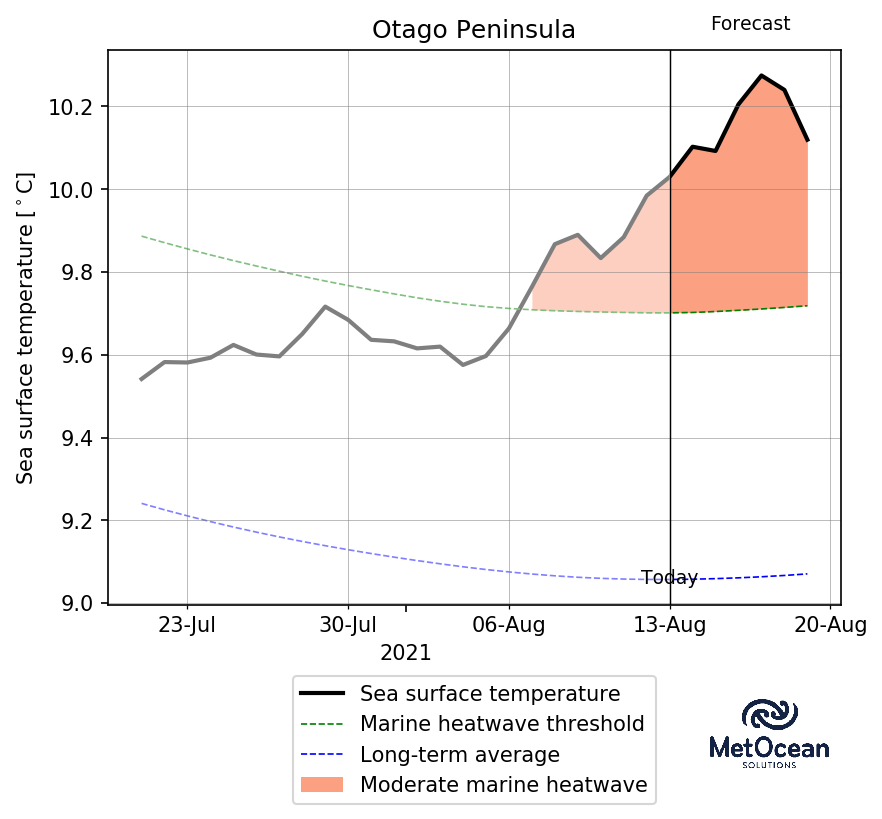 Otago Peninsula
Forecast
Sea surface temperature [°C]
10.2
10.0
9.8
9.6
9.4
9.2
9.0
Today
23-Jul 30-Jul 06-Aug 13-Aug 20-Aug
2021
Sea surface temperature
Marine heatwave threshold
Long-term average
Moderate marine heatwave
MetOcean
SOLUTIONS